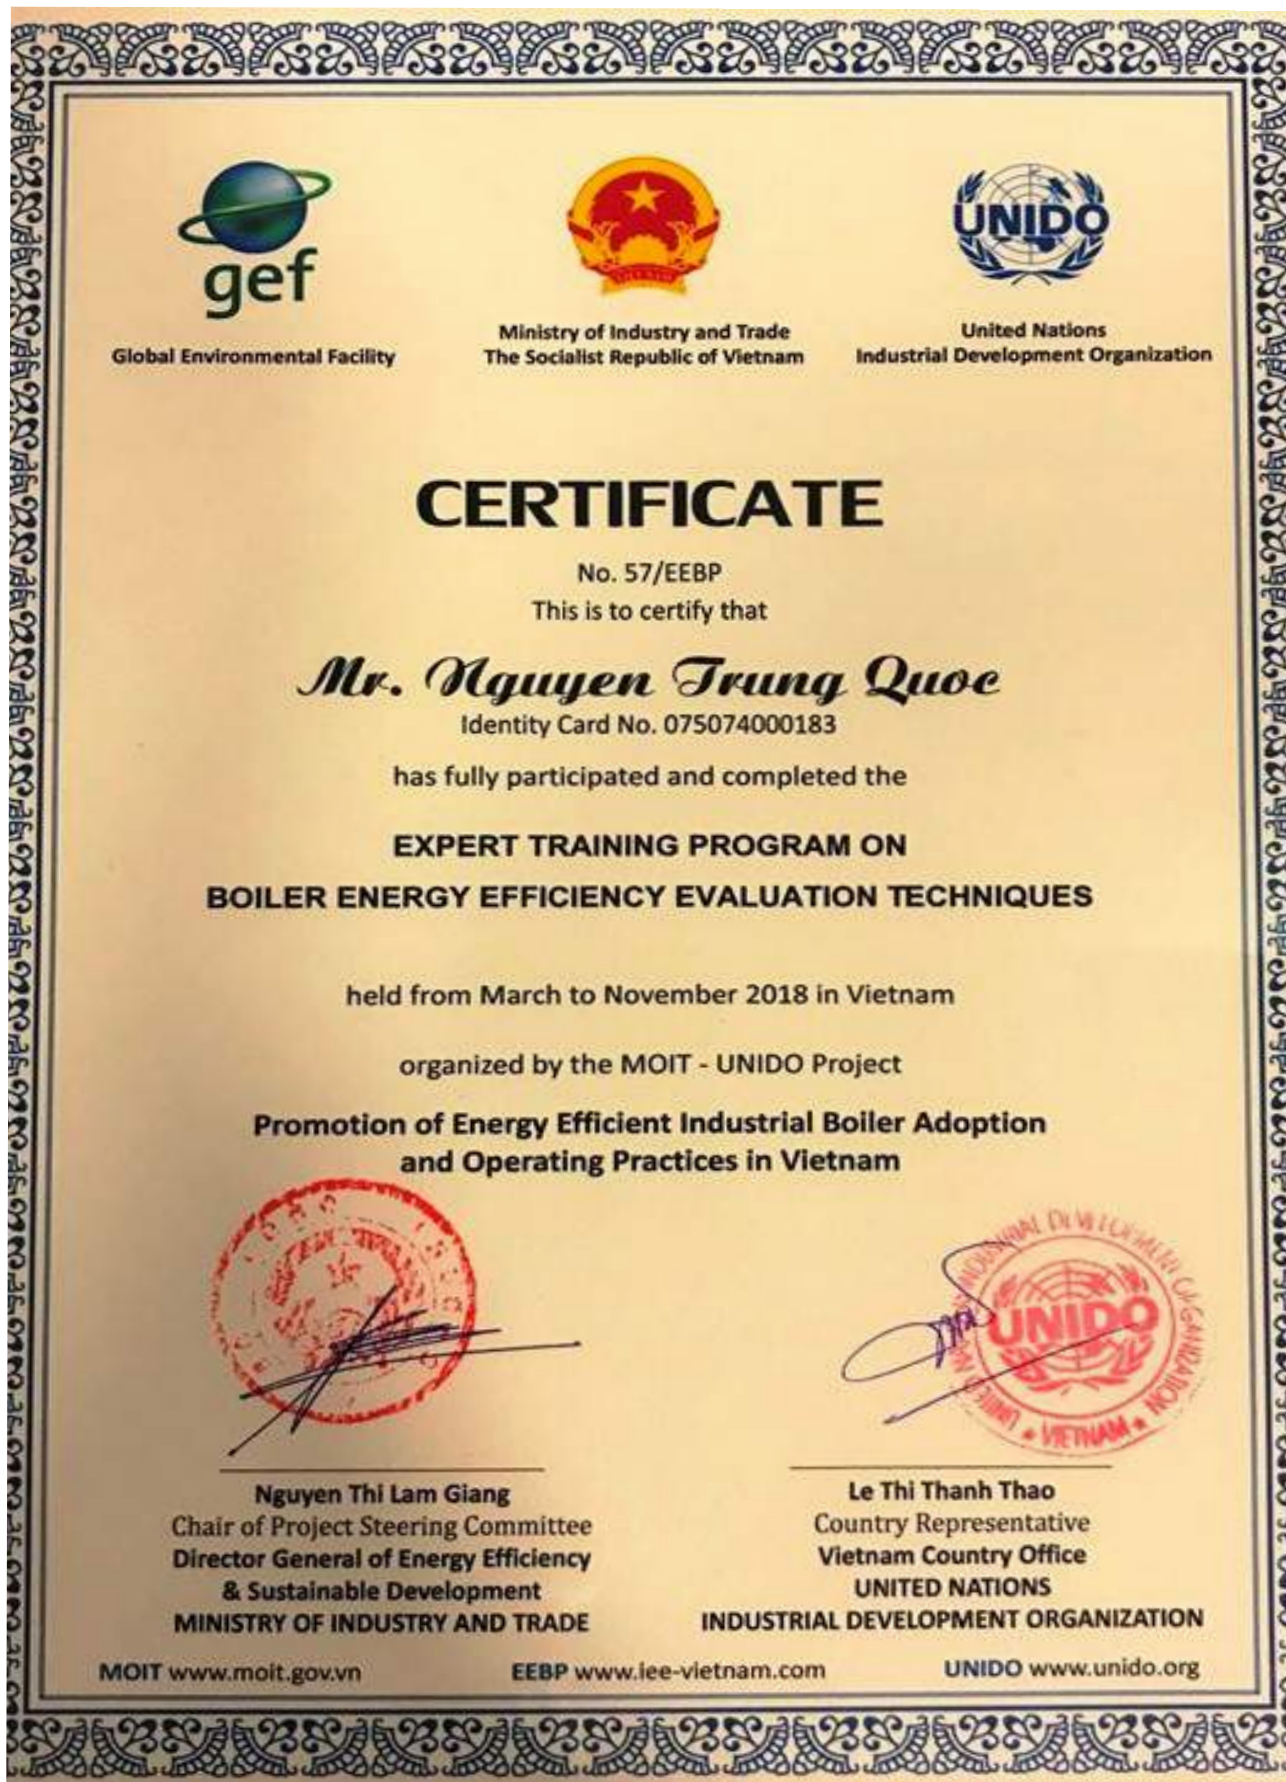 gef
UNIDO
Global Environmental Facility
Ministry of Industry and Trade
The Socialist Republic of Vietnam
United Nations
Industrial Development Organization
CERTIFICATE
No. 57/EEBP
This is to certify that
Mr. Nguyen Trung Quoc
Identity Card No. 075074000183
has fully participated and completed the
EXPERT TRAINING PROGRAM ON
BOILER ENERGY EFFICIENCY EVALUATION TECHNIQUES
held from March to November 2018 in Vietnam
organized by the MOIT - UNIDO Project
Promotion of Energy Efficient Industrial Boiler Adoption
and Operating Practices in Vietnam
UNITED NATIONS INDUSTRIAL DEVELOPMENT ORGANIZATION
UNIDO
* VIETNAM *
Nguyen Thi Lam Giang
Chair of Project Steering Committee
Director General of Energy Efficiency
& Sustainable Development
MINISTRY OF INDUSTRY AND TRADE
Le Thi Thanh Thao
Country Representative
Vietnam Country Office
UNITED NATIONS
INDUSTRIAL DEVELOPMENT ORGANIZATION
MOIT www.moit.gov.vn
EEBP www.iee-vietnam.com
UNIDO www.unido.org